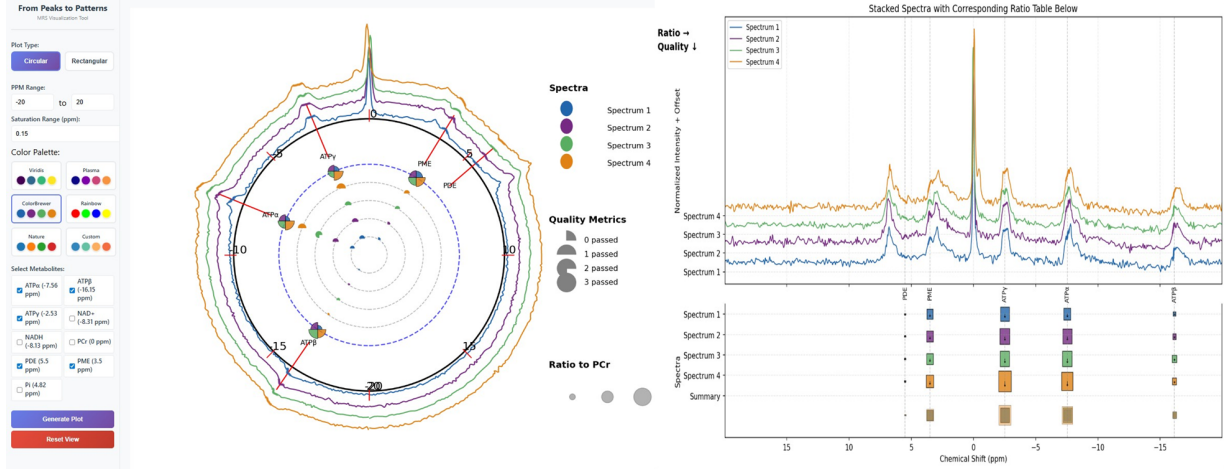 From Peaks to Patterns
MRS Visualization Tool
Plot Type:
Circular
Rectangular
PPM Range:
-20 to 20
Saturation Range (ppm):
0.15
Color Palette:
Viridis
Plasma
ColorBrewer
Rainbow
Nature
Custom
Select Metabolites:
ATPα (-7.56
ppm)
ATPβ
(-16.15
ppm)
ATPγ (-2.53
ppm)
NAD+
(-8.31 ppm)
NADH
(-8.13 ppm)
PCr (0 ppm)
PDE (5.5
ppm)
PME (3.5
ppm)
Pi (4.82
ppm)
Generate Plot
Reset View
0
-5
5
-10
10
-15
15
-20
20
ATPγ
PME
PDE
ATPα
ATPβ
Spectra
Spectrum 1
Spectrum 2
Spectrum 3
Spectrum 4
Quality Metrics
0 passed
1 passed
2 passed
3 passed
Ratio to PCr
Ratio →
Quality ↓
Stacked Spectra with Corresponding Ratio Table Below
Spectrum 1
Spectrum 2
Spectrum 3
Spectrum 4
Normalized Intensity + Offset
Spectrum 4
Spectrum 3
Spectrum 2
Spectrum 1
PDE
PME
ATPγ
ATPα
ATPβ
Spectra
Spectrum 1
Spectrum 2
Spectrum 3
Spectrum 4
Summary
15 10 5 0 −5 −10 −15
Chemical Shift (ppm)